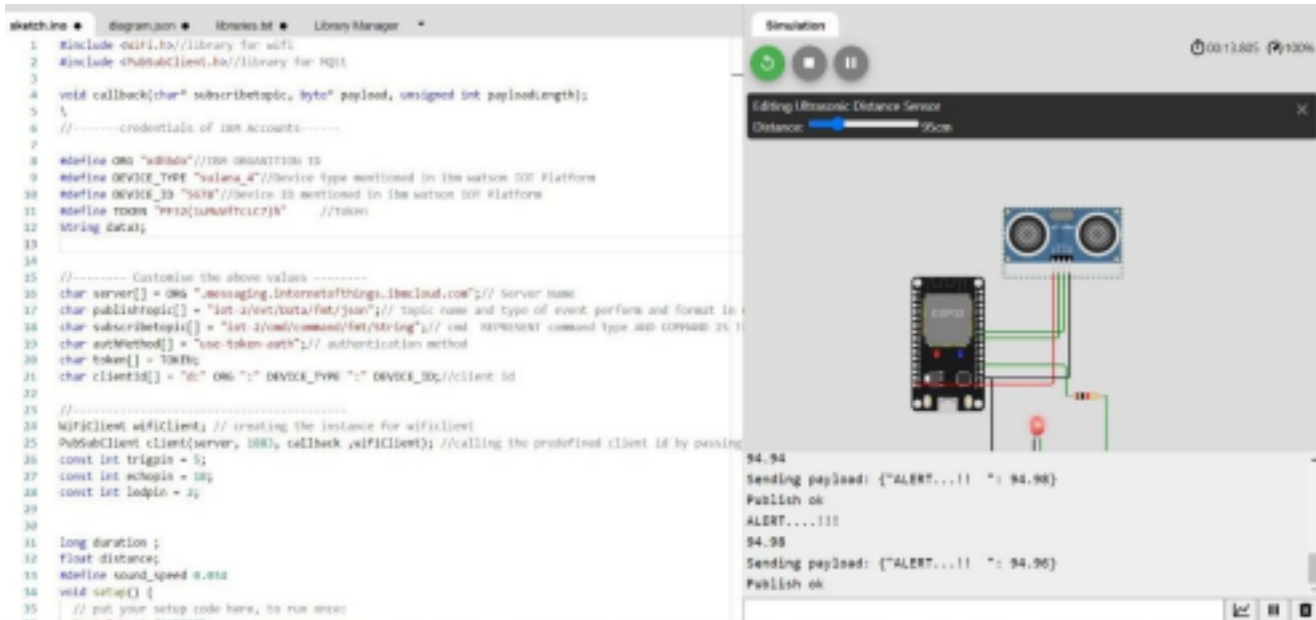 sketch.ino diagram.json libraries.txt Library Manager
1 #include <WiFi.h>//library for wifi
2 #include <PubSubClient.h>//library for MQtt
3
4 void callback(char* subscribetopic, byte* payload, unsigned int payloadLength);
5 \
6 //-------credentials of IBM Accounts------
7
8 #define ORG //IBM ORGANITION ID
9 #define DEVICE_TYPE //Device type mentioned in ibm watson IOT Platform
10 #define DEVICE_ID "5678"//Device ID mentioned in ibm watson IOT Platform
11 #define TOKEN //Token
12 String data3;
13
14
15 //-------- Customise the above values --------
16 char server[] = ORG ".messaging.internetofthings.ibmcloud.com";// Server Name
17 char publishTopic[] = "iot-2/evt/Data/fmt/json";// topic name and type of event perform and format in
18 char subscribetopic[] = "iot-2/cmd/command/fmt/String";// cmd REPRESENT command type AND COMMAND IS
19 char authMethod[] = "use-token-auth";// authentication method
20 char token[] = TOKEN;
21 char clientId[] = "d:" ORG ":" DEVICE_TYPE ":" DEVICE_ID;//client id
22
23 //-----------------------------------------
24 WiFiClient wifiClient; // creating the instance for wificlient
25 PubSubClient client(server, 1883, callback ,wifiClient); //calling the predefined client id by passing
26 const int trigpin = 5;
27 const int echopin = 18;
28 const int ledpin = 2;
29
30
31 long duration ;
32 float distance;
33 #define sound_speed 0.034
34 void setup() {
35 // put your setup code here, to run once:
Simulation
00:13.805 100%
Editing Ultrasonic Distance Sensor
Distance: 95cm
ESP32
94.94
Sending payload: {"ALERT...!! ": 94.98}
Publish ok
ALERT....!!!
94.98
Sending payload: {"ALERT...!! ": 94.96}
Publish ok